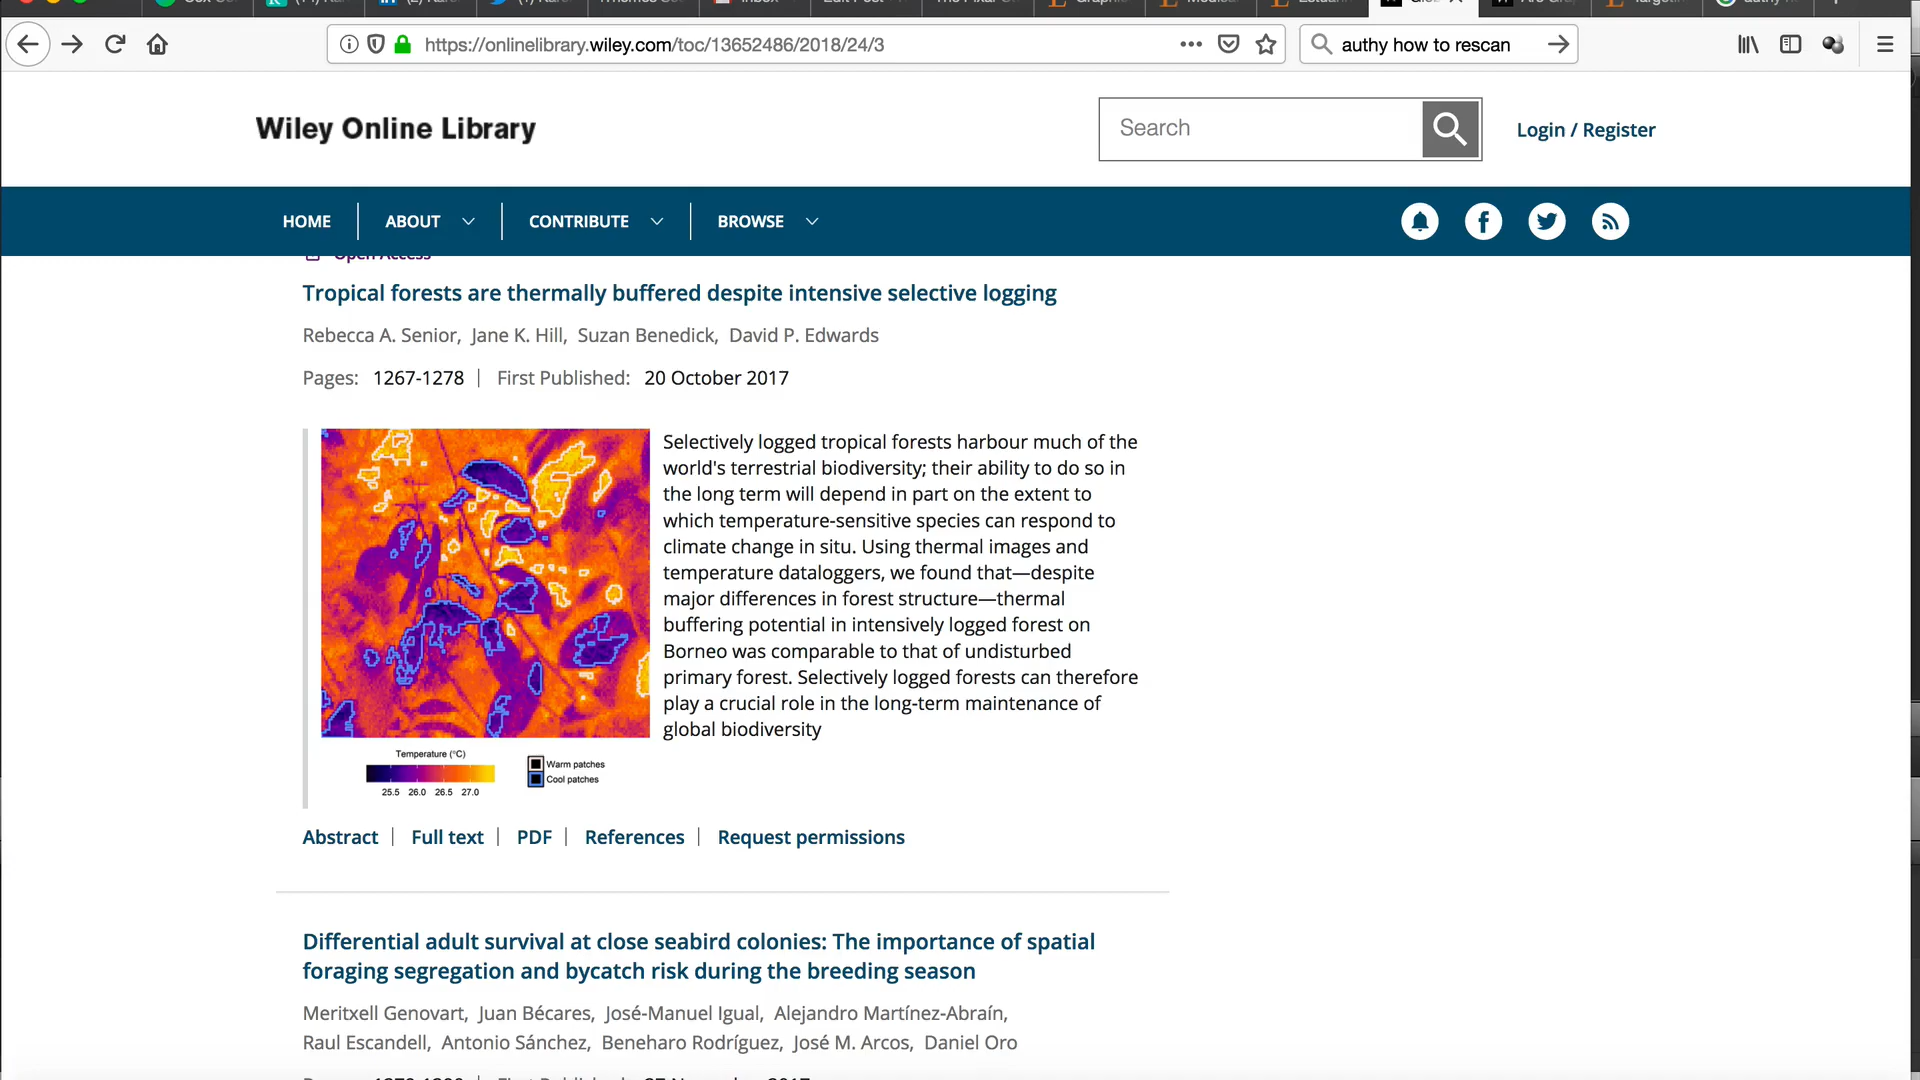 https://onlinelibrary.wiley.com/toc/13652486/2018/24/3
authy how to rescan
Wiley Online Library
Search
Login / Register
HOME
ABOUT
CONTRIBUTE
BROWSE
Open Access
Tropical forests are thermally buffered despite intensive selective logging
Rebecca A. Senior, Jane K. Hill, Suzan Benedick, David P. Edwards
Pages: 1267-1278 | First Published: 20 October 2017
Selectively logged tropical forests harbour much of the
world's terrestrial biodiversity; their ability to do so in
the long term will depend in part on the extent to
which temperature-sensitive species can respond to
climate change in situ. Using thermal images and
temperature dataloggers, we found that—despite
major differences in forest structure—thermal
buffering potential in intensively logged forest on
Borneo was comparable to that of undisturbed
primary forest. Selectively logged forests can therefore
play a crucial role in the long-term maintenance of
global biodiversity
Temperature (°C)
25.5 26.0 26.5 27.0
Warm patches
Cool patches
Abstract | Full text | PDF | References | Request permissions
Differential adult survival at close seabird colonies: The importance of spatial
foraging segregation and bycatch risk during the breeding season
Meritxell Genovart, Juan Bécares, José-Manuel Igual, Alejandro Martínez-Abraín,
Raul Escandell, Antonio Sánchez, Beneharo Rodríguez, José M. Arcos, Daniel Oro